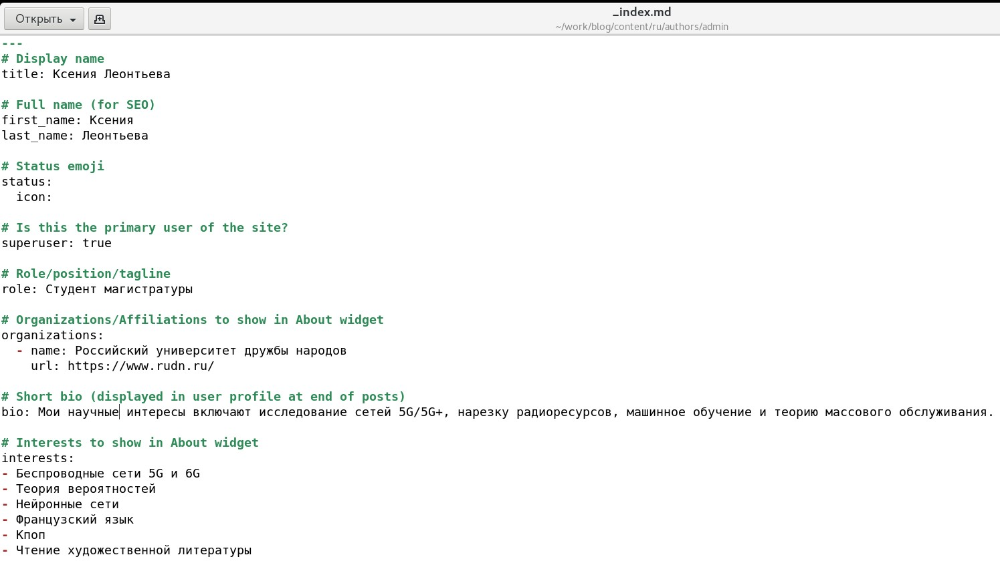 Открыть
_index.md
~/work/blog/content/ru/authors/admin
---
# Display name
title: Ксения Леонтьева
# Full name (for SEO)
first_name: Ксения
last_name: Леонтьева
# Status emoji
status:
icon:
# Is this the primary user of the site?
superuser: true
# Role/position/tagline
role: Студент магистратуры
# Organizations/Affiliations to show in About widget
organizations:
- name: Российский университет дружбы народов
url: https://www.rudn.ru/
# Short bio (displayed in user profile at end of posts)
bio: Мои научные интересы включают исследование сетей 5G/5G+, нарезку радиоресурсов, машинное обучение и теорию массового обслуживания.
# Interests to show in About widget
interests:
- Беспроводные сети 5G и 6G
- Теория вероятностей
- Нейронные сети
- Французский язык
- Кпоп
- Чтение художественной литературы